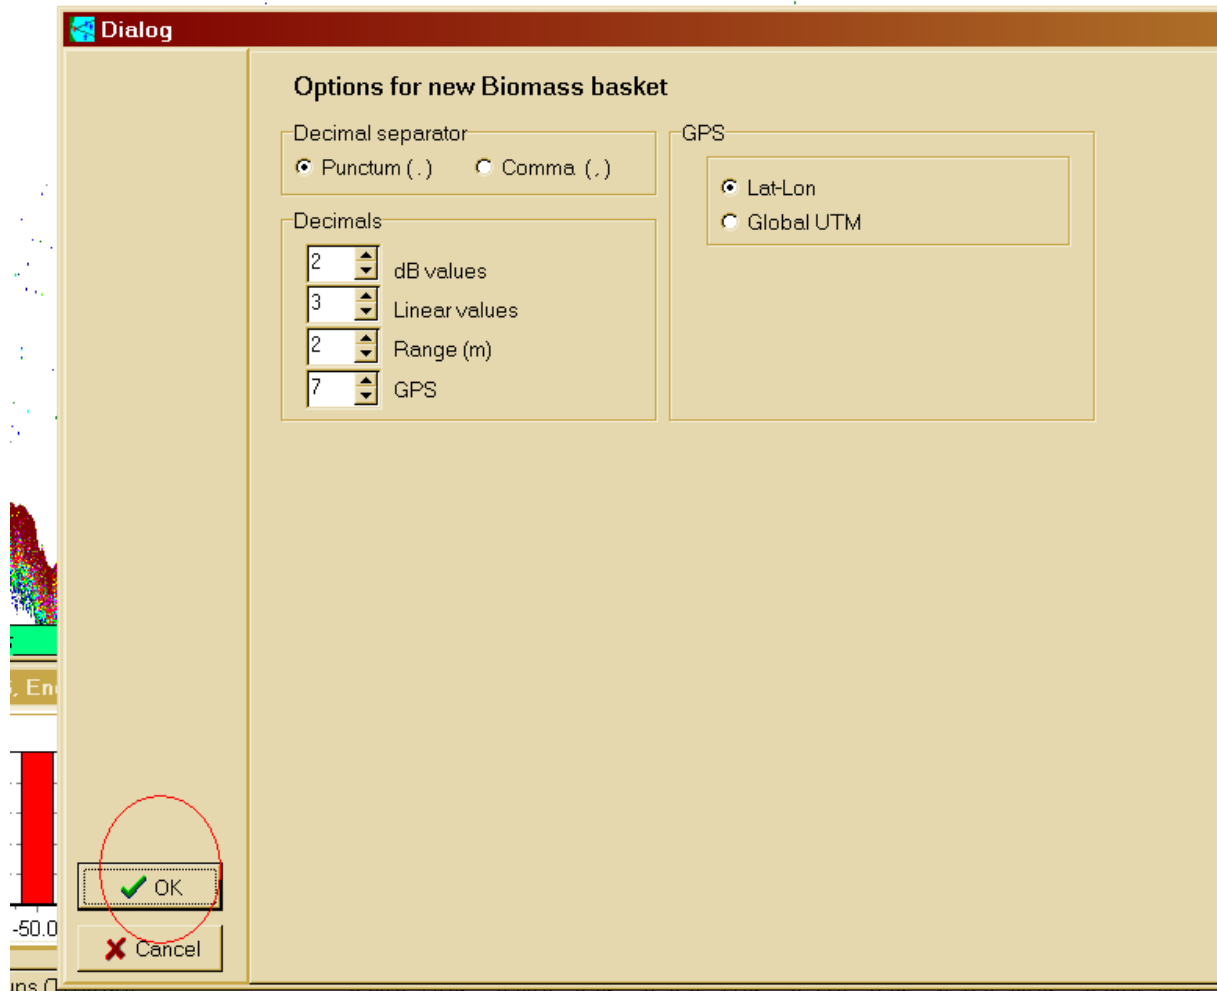 Dialog
Options for new Biomass basket
Decimal separator
Punctum ( . )
Comma ( , )
GPS
Lat-Lon
Global UTM
Decimals
2 dB values
3 Linear values
2 Range (m)
7 GPS
OK
Cancel
-50.0